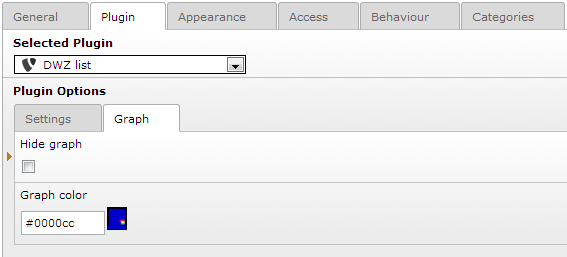 General Plugin Appearance Access Behaviour Categories
Selected Plugin
DWZ list
Plugin Options
Settings Graph
Hide graph
Graph color
#0000cc